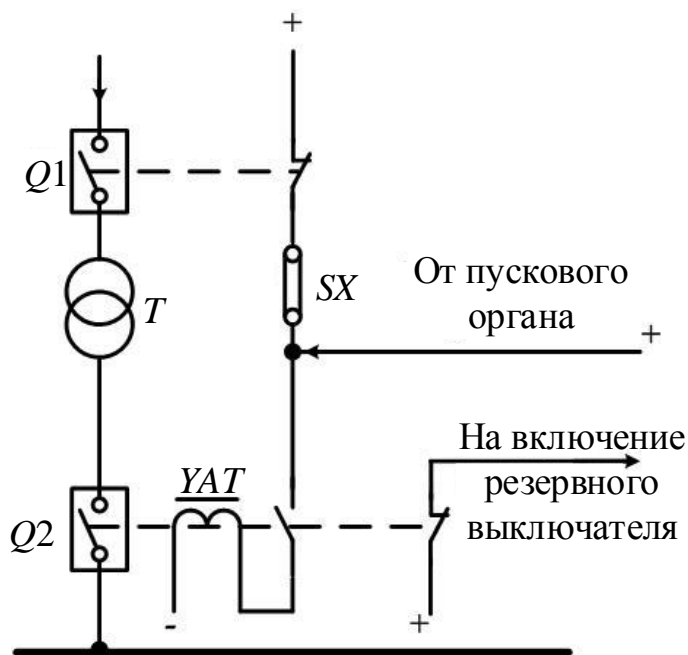 +
Q1
SX
От пускового
органа
T
+
На включение
резервного
выключателя
YAT
Q2
-
+